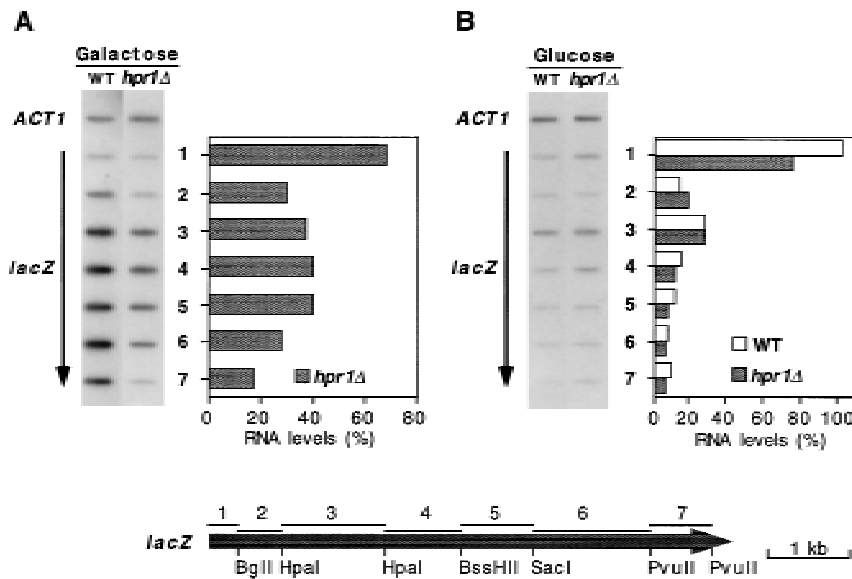 A
Galactose
WT hpr1Δ
ACT1
lacZ
1
2
3
4
5
6
7
hpr1Δ
0 20 40 60 80
RNA levels (%)
B
Glucose
WT hpr1Δ
ACT1
lacZ
1
2
3
4
5
6
7
WT
hpr1Δ
0 20 40 60 80 100
RNA levels (%)
1 2 3 4 5 6 7
lacZ
BglI HpaI HpaI BssHII SacI PvuII PvuII
1 kb